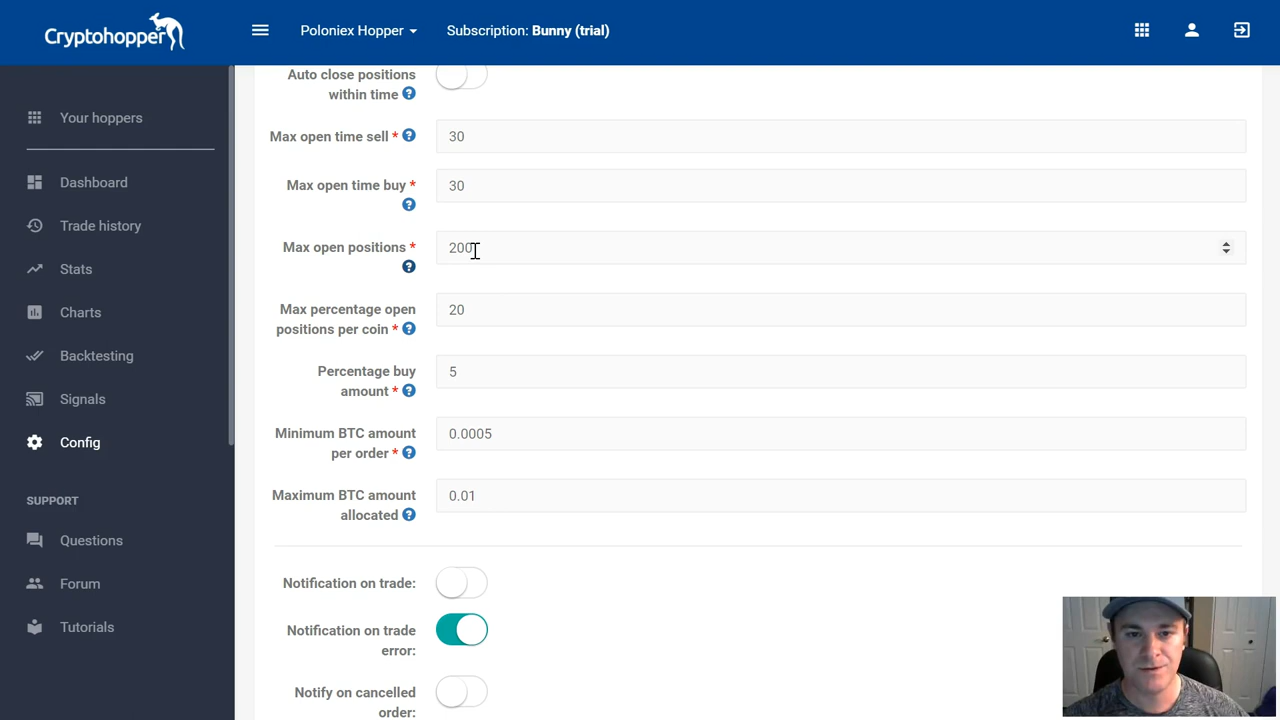 Cryptohopper
Poloniex Hopper
Subscription: Bunny (trial)
Your hoppers
Dashboard
Trade history
Stats
Charts
Backtesting
Signals
Config
SUPPORT
Questions
Forum
Tutorials
Auto close positions
within time ?
Max open time sell * ?
30
Max open time buy *
?
30
Max open positions *
?
200
Max percentage open
positions per coin * ?
20
Percentage buy
amount * ?
5
Minimum BTC amount
per order * ?
0.0005
Maximum BTC amount
allocated ?
0.01
Notification on trade:
Notification on trade
error:
Notify on cancelled
order: